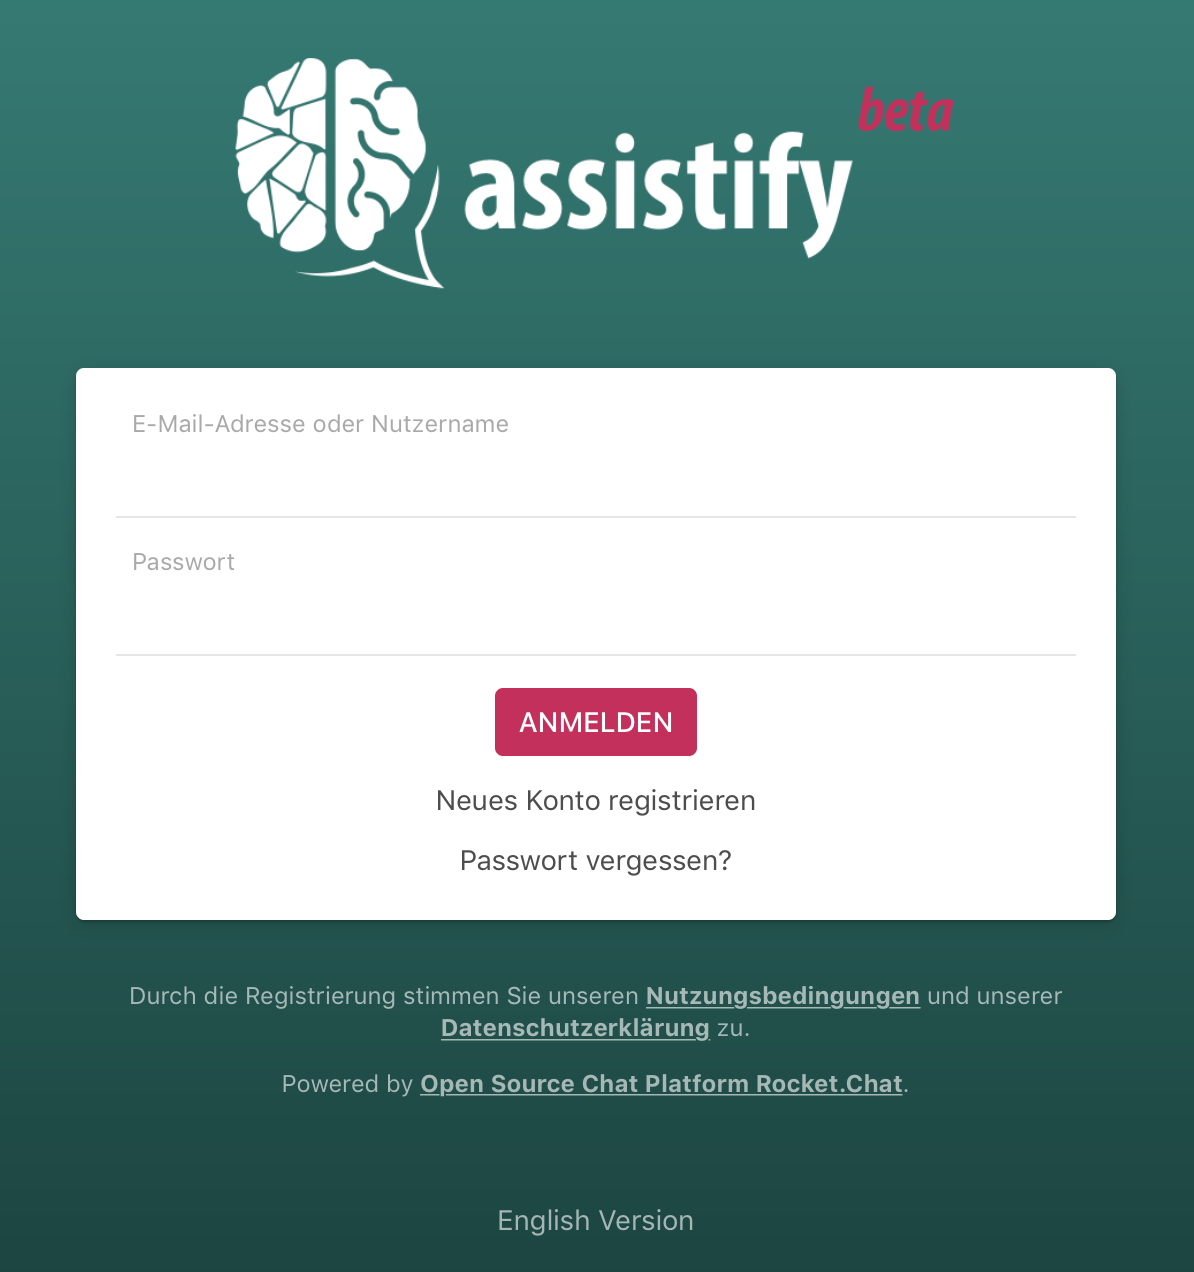 assistify beta
E-Mail-Adresse oder Nutzername
Passwort
ANMELDEN
Neues Konto registrieren
Passwort vergessen?
Durch die Registrierung stimmen Sie unseren Nutzungsbedingungen und unserer
Datenschutzerklärung zu.
Powered by Open Source Chat Platform Rocket.Chat.
English Version